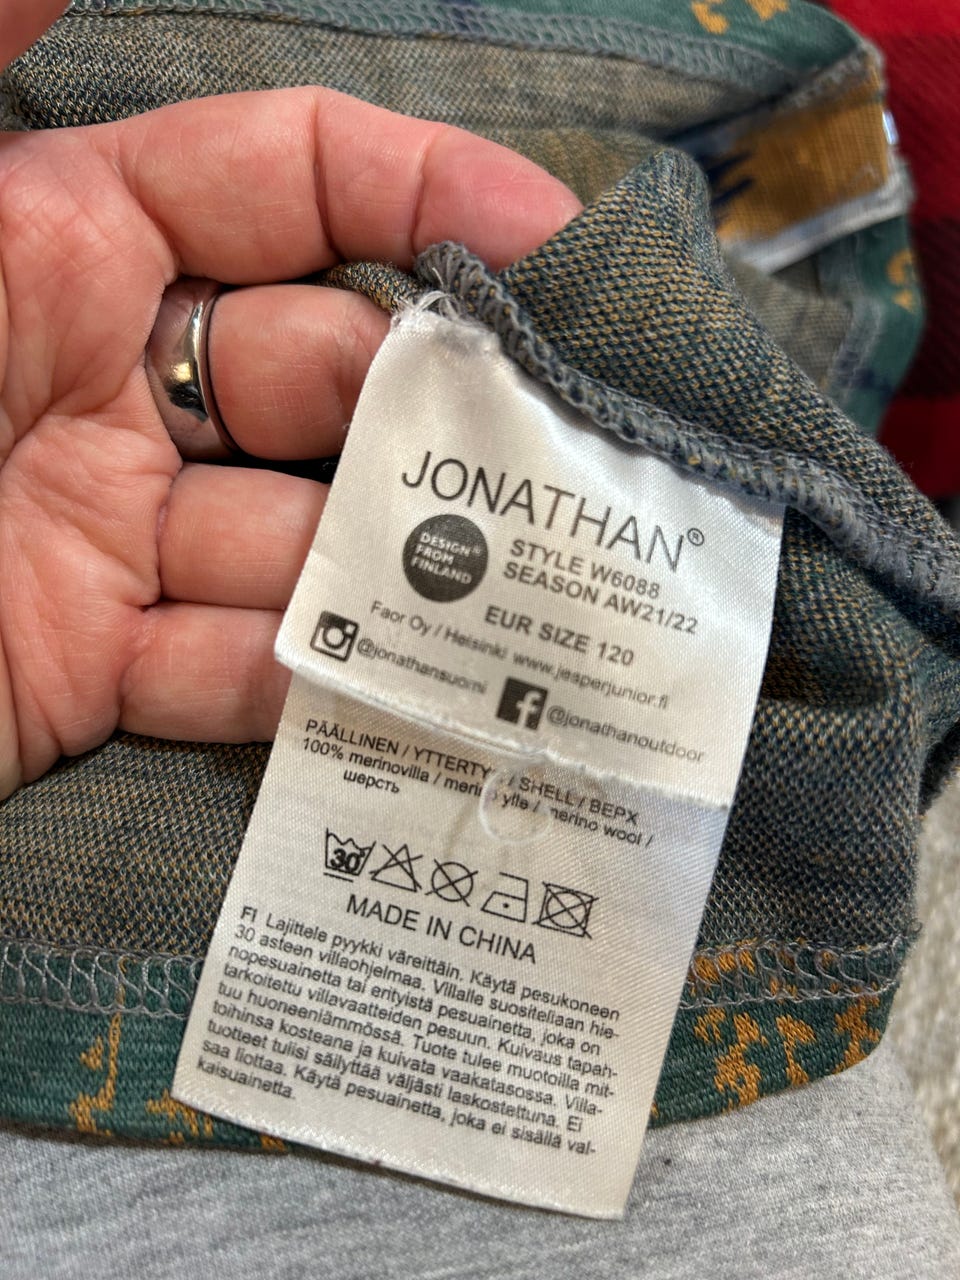 JONATHAN®
DESIGN
FROM
FINLAND
STYLE W6088
SEASON AW21/22
EUR SIZE 120
Faor Oy / Helsinki www.jesperjunior.fi
@jonathansuomi
@jonathanoutdoor
PÄÄLLINEN / YTTERTY / SHELL / ВЕРХ
100% merinovilla / merino ylle / merino wool /
шерсть
30
MADE IN CHINA
FI Lajittele pyykki väreittäin. Käytä pesukoneen
30 asteen villaohjelmaa. Villalle suositellaan hie-
nopesuainetta tai erityistä pesuainetta, joka on
tarkoitettu villavaatteiden pesuun. Kuivaus tapah-
tuu huoneenlämmössä. Tuote tulee muotoilla mit-
toihinsa kosteana ja kuivata vaakatasossa. Villa-
tuotteet tulisi säilyttää väljästi laskostettuna. Ei
saa liottaa. Käytä pesuainetta, joka ei sisällä val-
kaisuainetta.